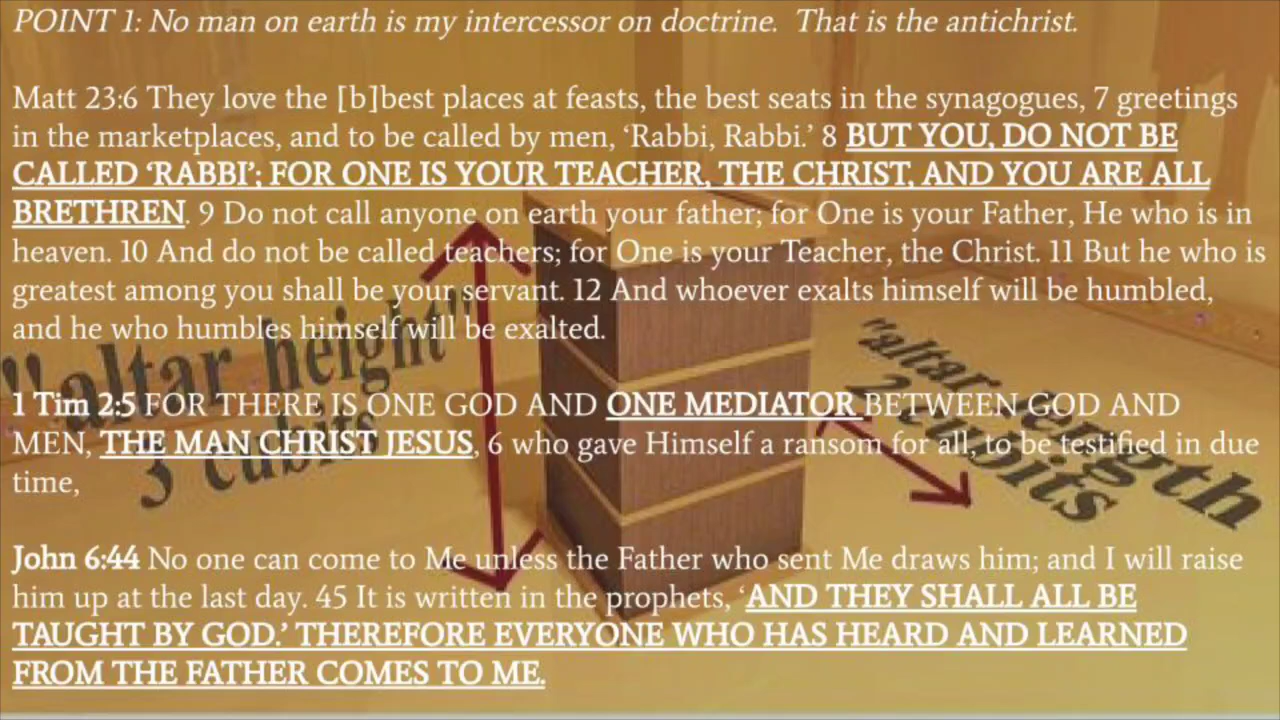 POINT 1: No man on earth is my intercessor on doctrine.  That is the antichrist.
Matt 23:6 They love the [b]best places at feasts, the best seats in the synagogues, 7 greetings
in the marketplaces, and to be called by men, ‘Rabbi, Rabbi.’ 8 BUT YOU, DO NOT BE
CALLED ‘RABBI’; FOR ONE IS YOUR TEACHER, THE CHRIST, AND YOU ARE ALL
BRETHREN. 9 Do not call anyone on earth your father; for One is your Father, He who is in
heaven. 10 And do not be called teachers; for One is your Teacher, the Christ. 11 But he who is
greatest among you shall be your servant. 12 And whoever exalts himself will be humbled,
and he who humbles himself will be exalted.
"altar height"
3 cubits
"altar length
2 cubits
1 Tim 2:5 FOR THERE IS ONE GOD AND ONE MEDIATOR BETWEEN GOD AND
MEN, THE MAN CHRIST JESUS, 6 who gave Himself a ransom for all, to be testified in due
time,
John 6:44 No one can come to Me unless the Father who sent Me draws him; and I will raise
him up at the last day. 45 It is written in the prophets, ‘AND THEY SHALL ALL BE
TAUGHT BY GOD.’ THEREFORE EVERYONE WHO HAS HEARD AND LEARNED
FROM THE FATHER COMES TO ME.